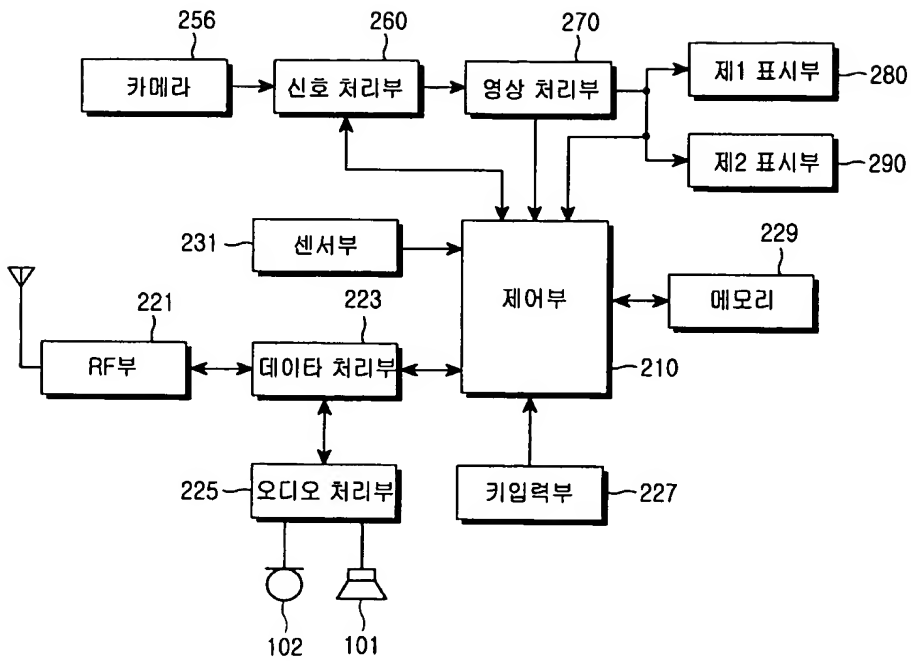 256
260
270
카메라
신호 처리부
영상 처리부
제1 표시부
280
제2 표시부
290
231
센서부
제어부
210
229
메모리
221
RF부
223
데이타 처리부
225
오디오 처리부
키입력부
227
102
101